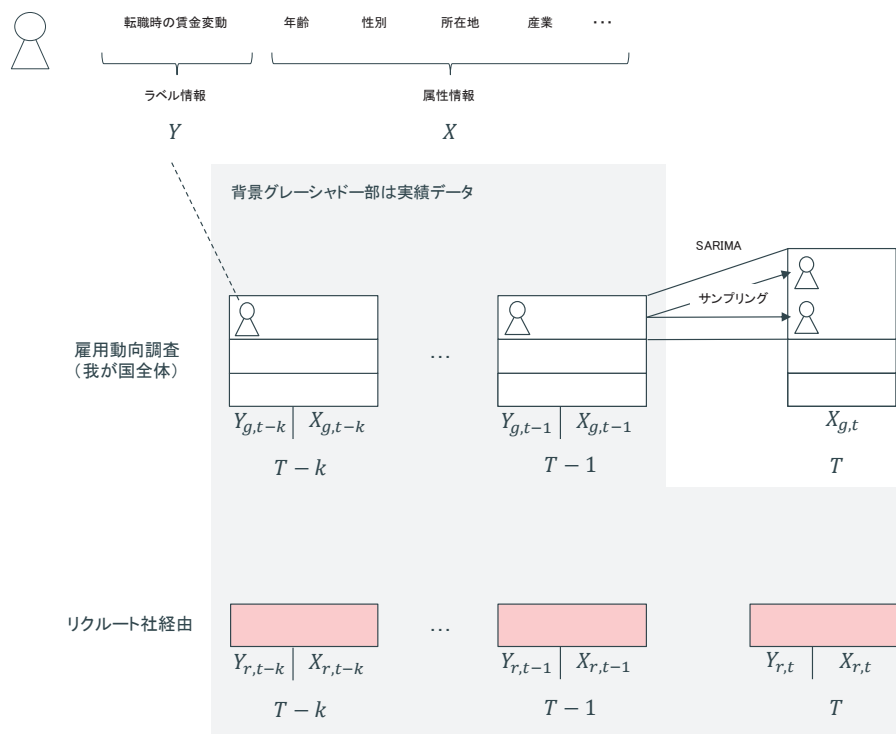 転職時の賃金変動 年齢 性別 所在地 産業 …
ラベル情報 属性情報
Y X
背景グレーシャドー部は実績データ
SARIMA
サンプリング
雇用動向調査
（我が国全体）
…
Y_{g,t−k} X_{g,t−k} Y_{g,t−1} X_{g,t−1} X_{g,t}
T − k T − 1 T
リクルート社経由 …
Y_{r,t−k} X_{r,t−k} Y_{r,t−1} X_{r,t−1} Y_{r,t} X_{r,t}
T − k T − 1 T